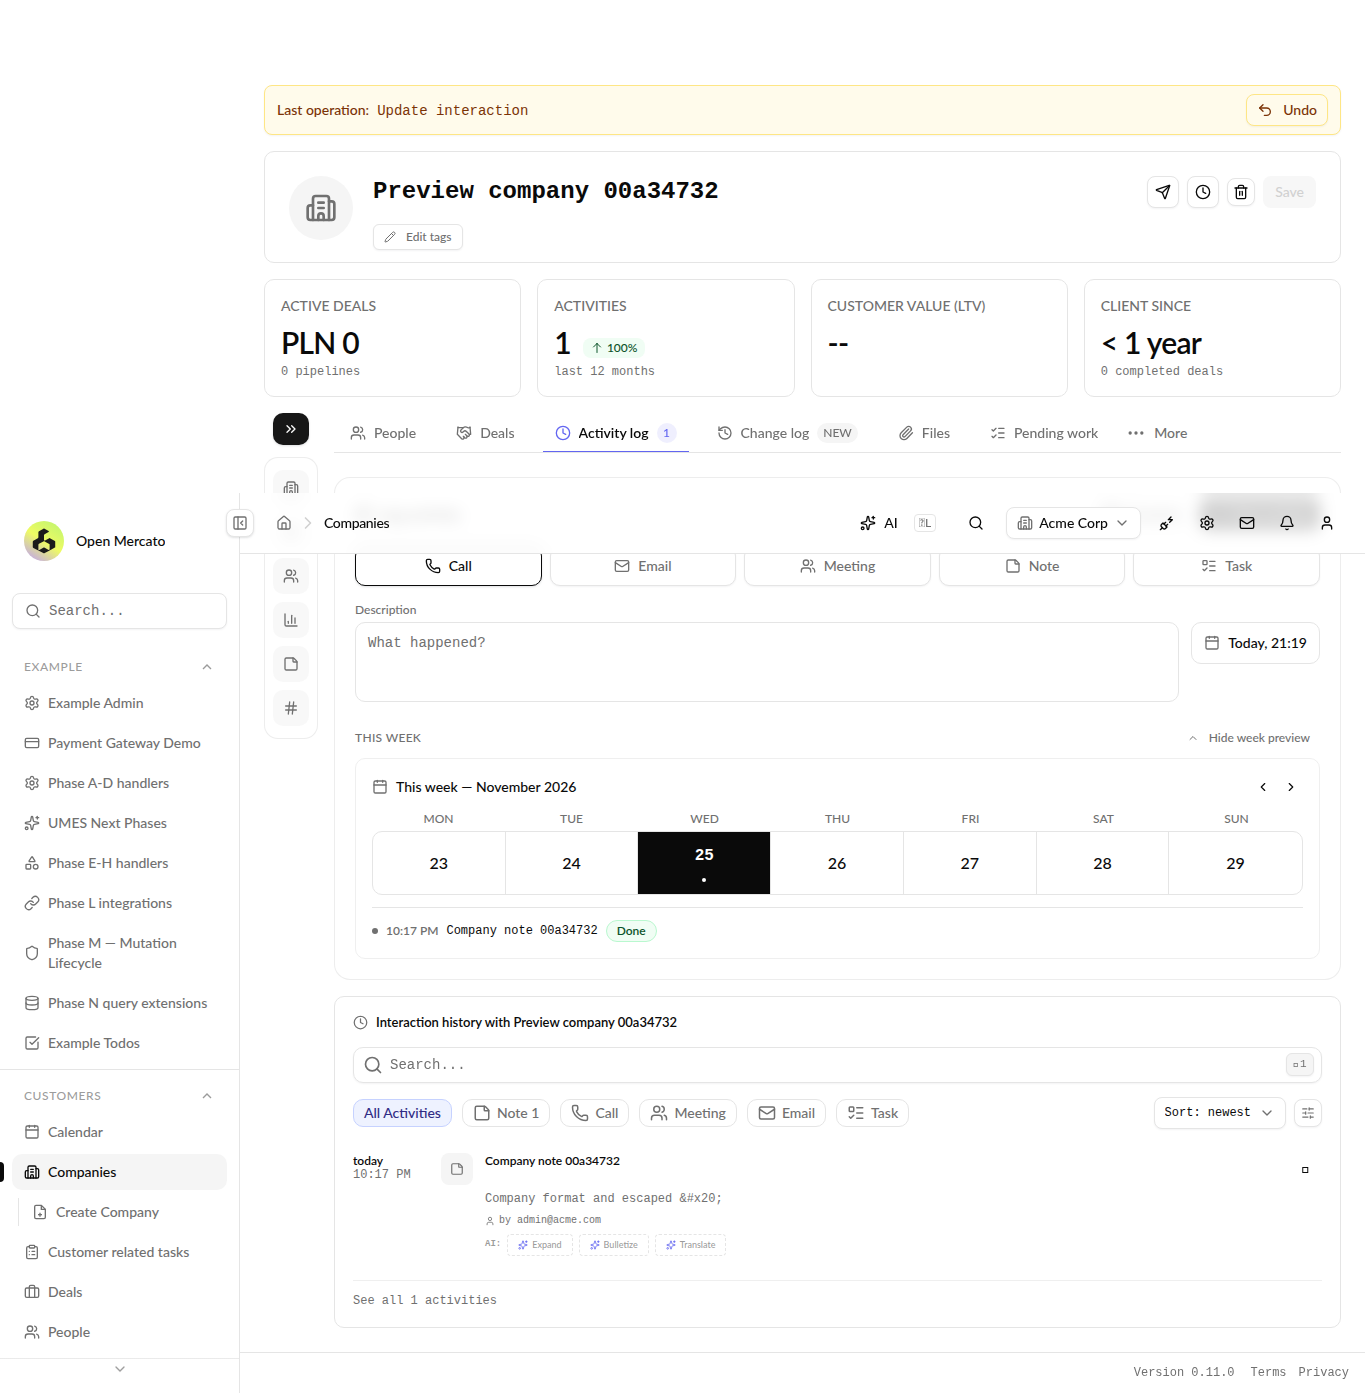 Last operation: Update interaction
Undo
Preview company 00a34732
Save
Edit tags
ACTIVE DEALS
PLN 0
0 pipelines
ACTIVITIES
1
100%
last 12 months
CUSTOMER VALUE (LTV)
--
CLIENT SINCE
< 1 year
0 completed deals
People
Deals
Activity log 1
Change log NEW
Files
Pending work
More
Open Mercato
Companies
AI
L
Acme Corp
Search...
EXAMPLE
Example Admin
Payment Gateway Demo
Phase A-D handlers
UMES Next Phases
Phase E-H handlers
Phase L integrations
Phase M — Mutation
Lifecycle
Phase N query extensions
Example Todos
CUSTOMERS
Calendar
Companies
Create Company
Customer related tasks
Deals
People
Call
Email
Meeting
Note
Task
Description
What happened?
Today, 21:19
THIS WEEK
Hide week preview
This week — November 2026
MON TUE WED THU FRI SAT SUN
23 24 25 26 27 28 29
10:17 PM Company note 00a34732 Done
Interaction history with Preview company 00a34732
Search...
1
All Activities
Note 1
Call
Meeting
Email
Task
Sort: newest
today
10:17 PM
Company note 00a34732
Company format and escaped &#x20;
by admin@acme.com
AI: Expand Bulletize Translate
See all 1 activities
Version 0.11.0 Terms Privacy